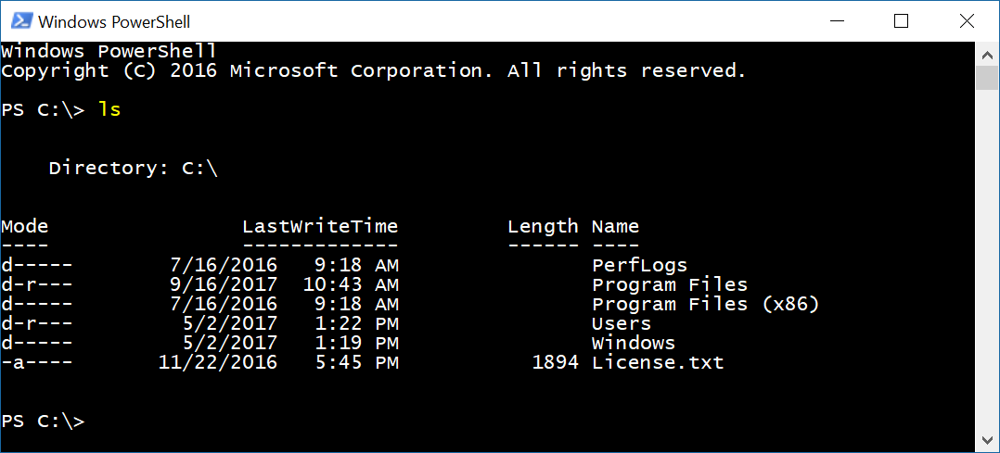 Windows PowerShell
Windows PowerShell
Copyright (C) 2016 Microsoft Corporation. All rights reserved.
PS C:\> ls
Directory: C:\
Mode                LastWriteTime         Length Name
----                -------------         ------ ----
d-----        7/16/2016   9:18 AM                PerfLogs
d-r---        9/16/2017  10:43 AM                Program Files
d-----        7/16/2016   9:18 AM                Program Files (x86)
d-r---         5/2/2017   1:22 PM                Users
d-----         5/2/2017   1:19 PM                Windows
-a----       11/22/2016   5:45 PM           1894 License.txt
PS C:\>